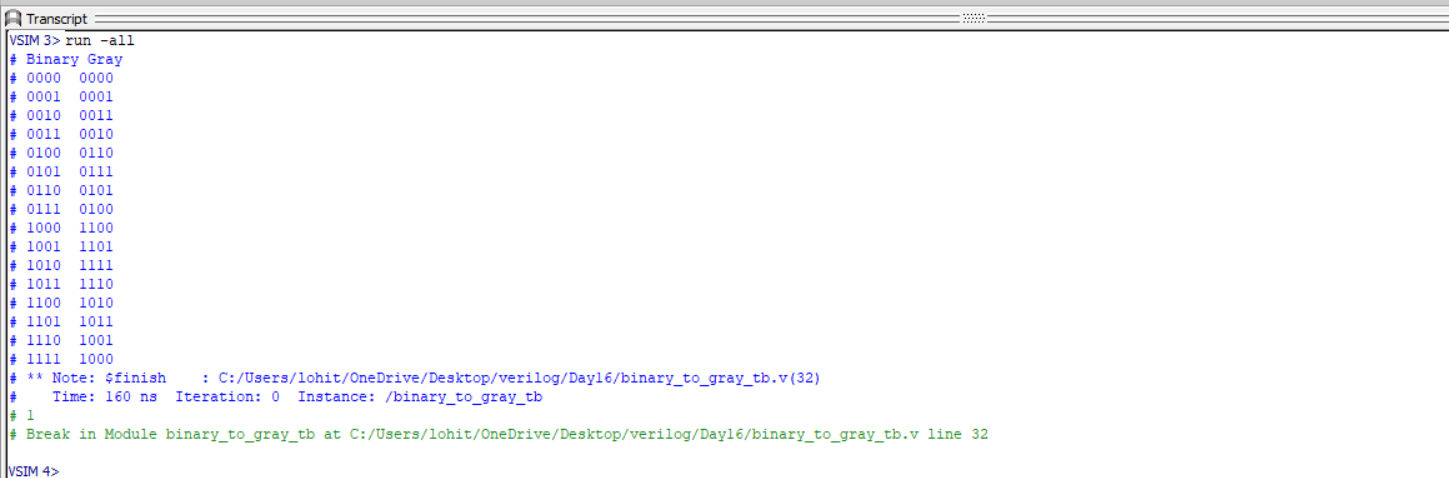 Transcript
VSIM 3> run -all
# Binary Gray
# 0000  0000
# 0001  0001
# 0010  0011
# 0011  0010
# 0100  0110
# 0101  0111
# 0110  0101
# 0111  0100
# 1000  1100
# 1001  1101
# 1010  1111
# 1011  1110
# 1100  1010
# 1101  1011
# 1110  1001
# 1111  1000
# ** Note: $finish    : C:/Users/lohit/OneDrive/Desktop/verilog/Day16/binary_to_gray_tb.v(32)
#    Time: 160 ns  Iteration: 0  Instance: /binary_to_gray_tb
# 1
# Break in Module binary_to_gray_tb at C:/Users/lohit/OneDrive/Desktop/verilog/Day16/binary_to_gray_tb.v line 32
VSIM 4>